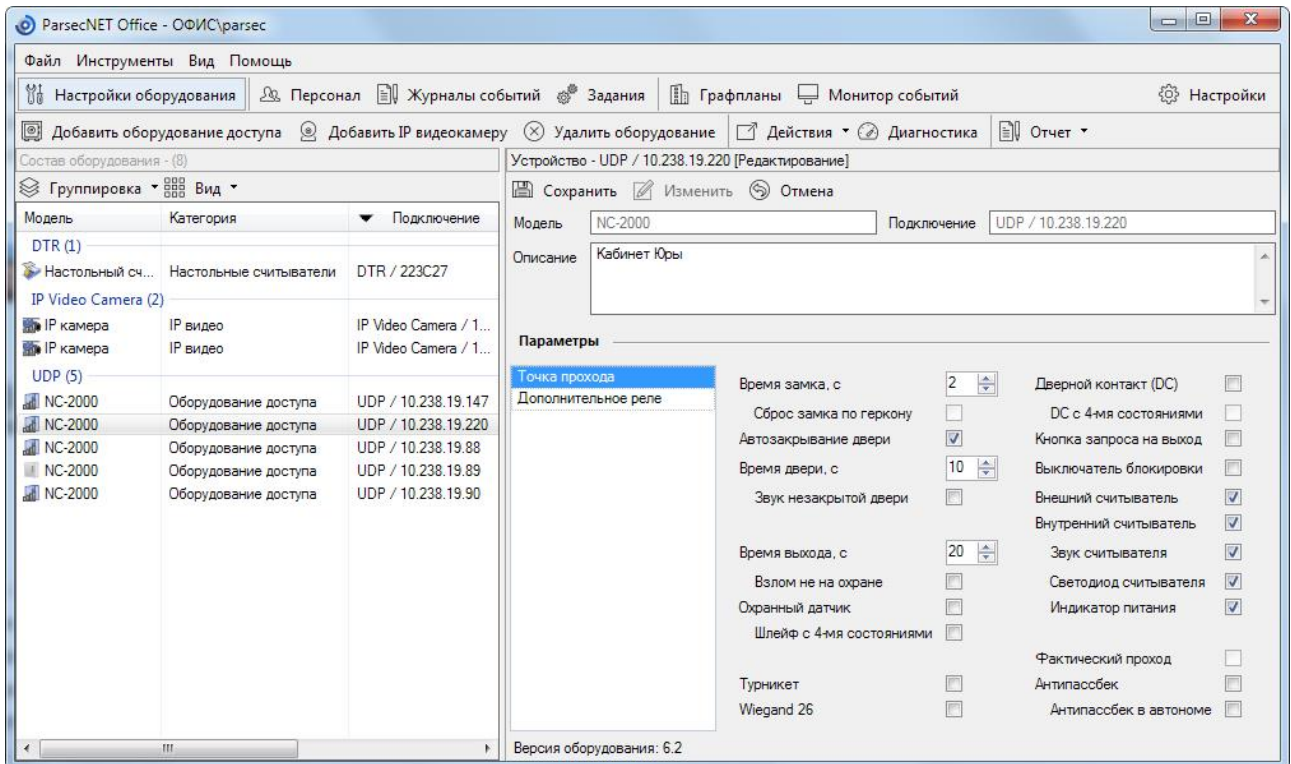 ParsecNET Office - ОФИС\parsec
Файл Инструменты Вид Помощь
Настройки оборудования Персонал Журналы событий Задания Графпланы Монитор событий Настройки
Добавить оборудование доступа Добавить IP видеокамеру Удалить оборудование Действия Диагностика Отчет
Состав оборудования - (8)
Группировка Вид
Модель Категория Подключение
DTR (1)
Настольный сч... Настольные считыватели DTR / 223C27
IP Video Camera (2)
IP камера IP видео IP Video Camera / 1...
IP камера IP видео IP Video Camera / 1...
UDP (5)
NC-2000 Оборудование доступа UDP / 10.238.19.147
NC-2000 Оборудование доступа UDP / 10.238.19.220
NC-2000 Оборудование доступа UDP / 10.238.19.88
NC-2000 Оборудование доступа UDP / 10.238.19.89
NC-2000 Оборудование доступа UDP / 10.238.19.90
Устройство - UDP / 10.238.19.220 [Редактирование]
Сохранить Изменить Отмена
Модель NC-2000 Подключение UDP / 10.238.19.220
Описание Кабинет Юры
Параметры
Точка прохода
Дополнительное реле
Время замка, с 2
Сброс замка по геркону
Автозакрывание двери
Время двери, с 10
Звук незакрытой двери
Время выхода, с 20
Взлом не на охране
Охранный датчик
Шлейф с 4-мя состояниями
Турникет
Wiegand 26
Дверной контакт (DC)
DC с 4-мя состояниями
Кнопка запроса на выход
Выключатель блокировки
Внешний считыватель
Внутренний считыватель
Звук считывателя
Светодиод считывателя
Индикатор питания
Фактический проход
Антипассбек
Антипассбек в автономе
Версия оборудования: 6.2